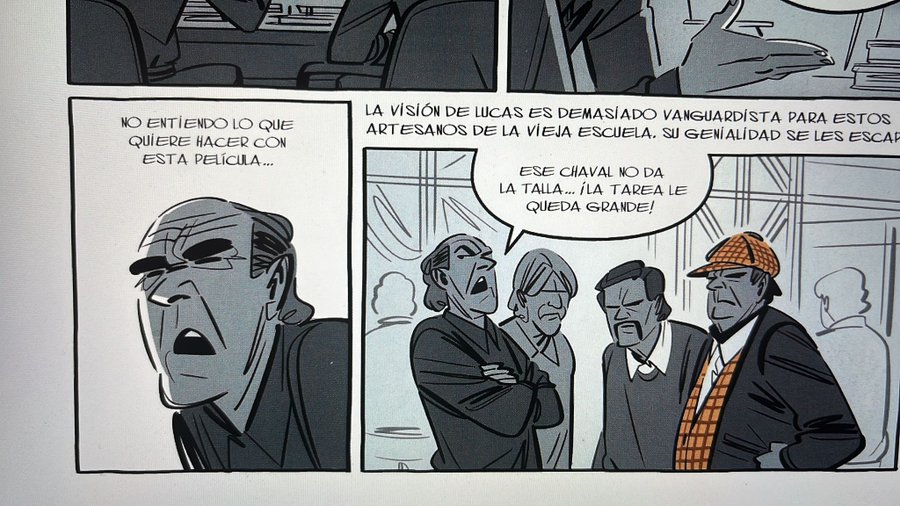 NO ENTIENDO LO QUE
QUIERE HACER CON
ESTA PELÍCULA...
LA VISIÓN DE LUCAS ES DEMASIADO VANGUARDISTA PARA ESTOS
ARTESANOS DE LA VIEJA ESCUELA. SU GENIALIDAD SE LES
ESE CHAVAL NO DA
LA TALLA... ¡LA TAREA LE
QUEDA GRANDE!